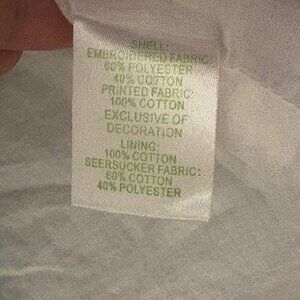 SHELL:
EMBROIDERED FABRIC:
60% POLYESTER
40% COTTON
PRINTED FABRIC:
100% COTTON
EXCLUSIVE OF
DECORATION
LINING:
100% COTTON
SEERSUCKER FABRIC:
60% COTTON
40% POLYESTER